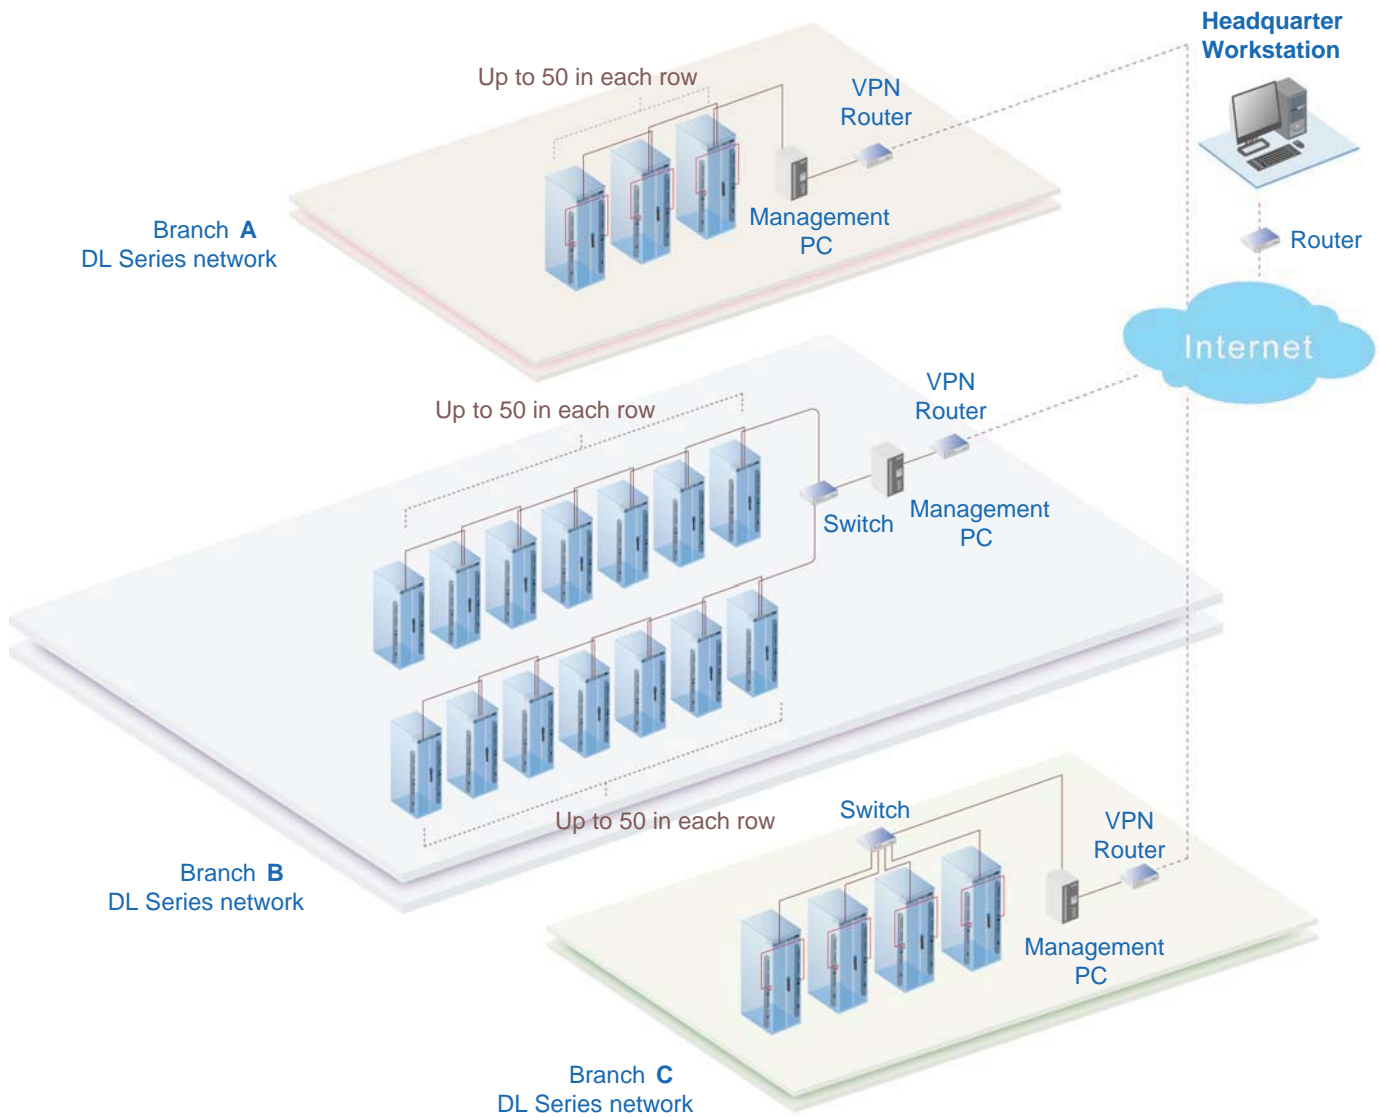 Headquarter
Workstation
Up to 50 in each row
VPN
Router
Management
PC
Branch A
DL Series network
Router
Internet
Up to 50 in each row
VPN
Router
Switch
Management
PC
Up to 50 in each row
Branch B
DL Series network
Switch
VPN
Router
Management
PC
Branch C
DL Series network